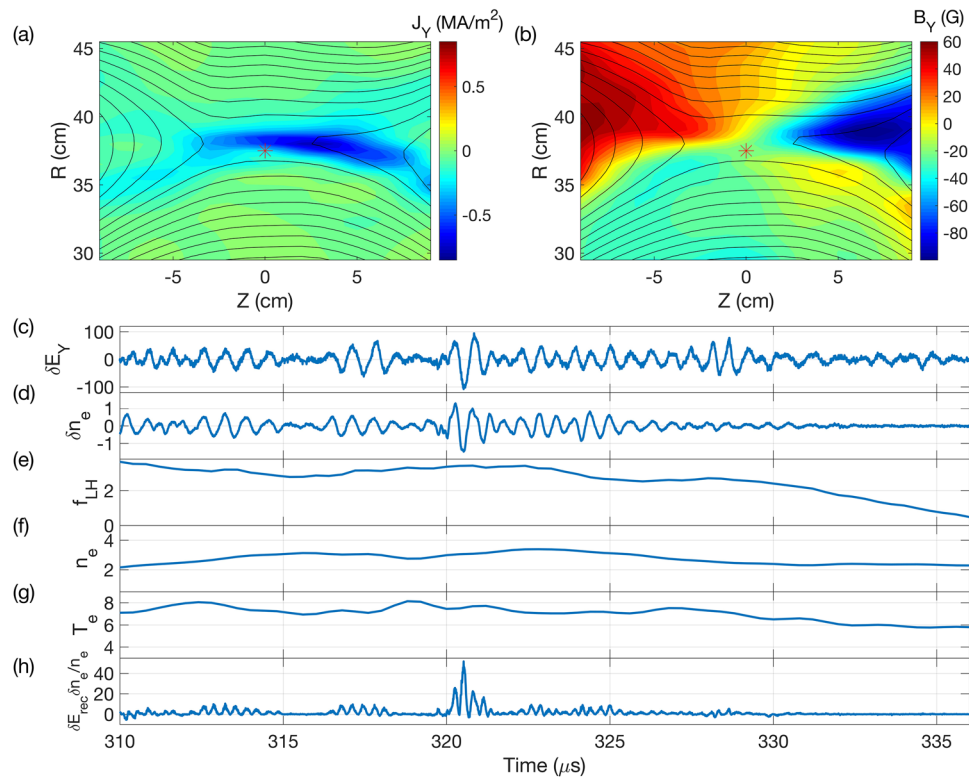 (a) J_Y (MA/m²) (b) B_Y (G)
45
40
35
30
R (cm)
-5 0 5
Z (cm)
0.5
0
-0.5
45
40
35
30
R (cm)
-5 0 5
Z (cm)
60
40
20
0
-20
-40
-60
-80
(c) δE_Y
100
0
-100
(d) δn_e
1
0
-1
(e) f_LH
2
0
(f) n_e
4
2
(g) T_e
8
6
4
(h) δE_rec δn_e/n_e
40
20
0
310 315 320 325 330 335
Time (μs)